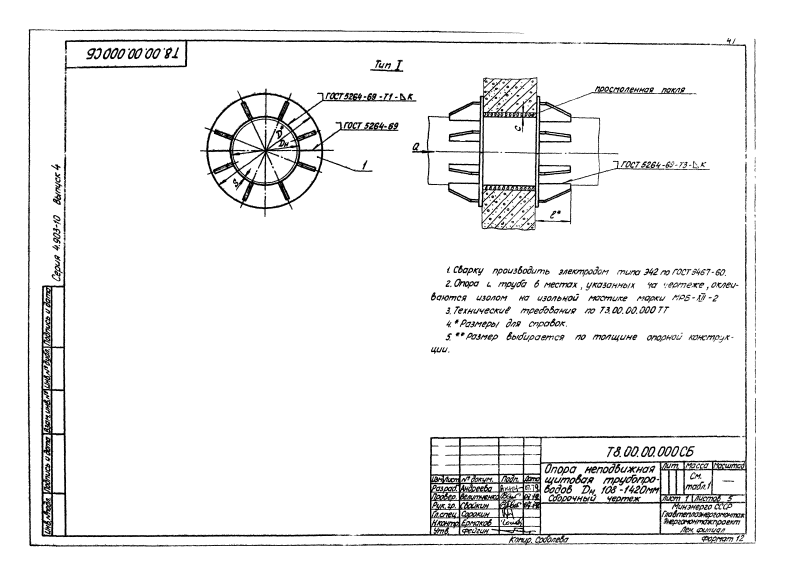 41
Т8.00.00.000СБ
Тип I
ГОСТ 5264-69-Т1-К
ГОСТ 5264-69
1
Dн
S
просмоленная пакля
C
а
ГОСТ 5264-69-Т3-К
2*
Серия 4.903-10 Выпуск 4
1. Сварку производить электродом типа Э42 по ГОСТ 9467-60.
2. Опора и труба в местах, указанных на чертеже, оклеи-
ваются изолом на изольной мастике марки МРБ-XII-2
3. Технические требования по Т3.00.00.000 ТТ
4. * Размеры для справок.
5. ** Размер выбирается по толщине опорной конструк-
ции.
Инв.№подл. Подпись и дата Взам.инв.№ Инв.№дубл. Подпись и дата
Т8.00.00.000СБ
Опора неподвижная
щитовая трубопро-
водов Dн 108-1420мм
Сборочный чертеж
Лит. Масса Масштаб
См.
табл.1
—
Лист 1 Листов 5
Минэнерго СССР
Главтеплоэнергомонтаж
Энергомонтажпроект
Лен. филиал
Изм. Лист № докум. Подп. Дата
Разраб. Андреева
Провер.
Рук. гр. Свойкин
Гл.спец. Сорокин
Н.контр. Ермаков
Утв. Фейгин
Копир. Соболева
Формат 12